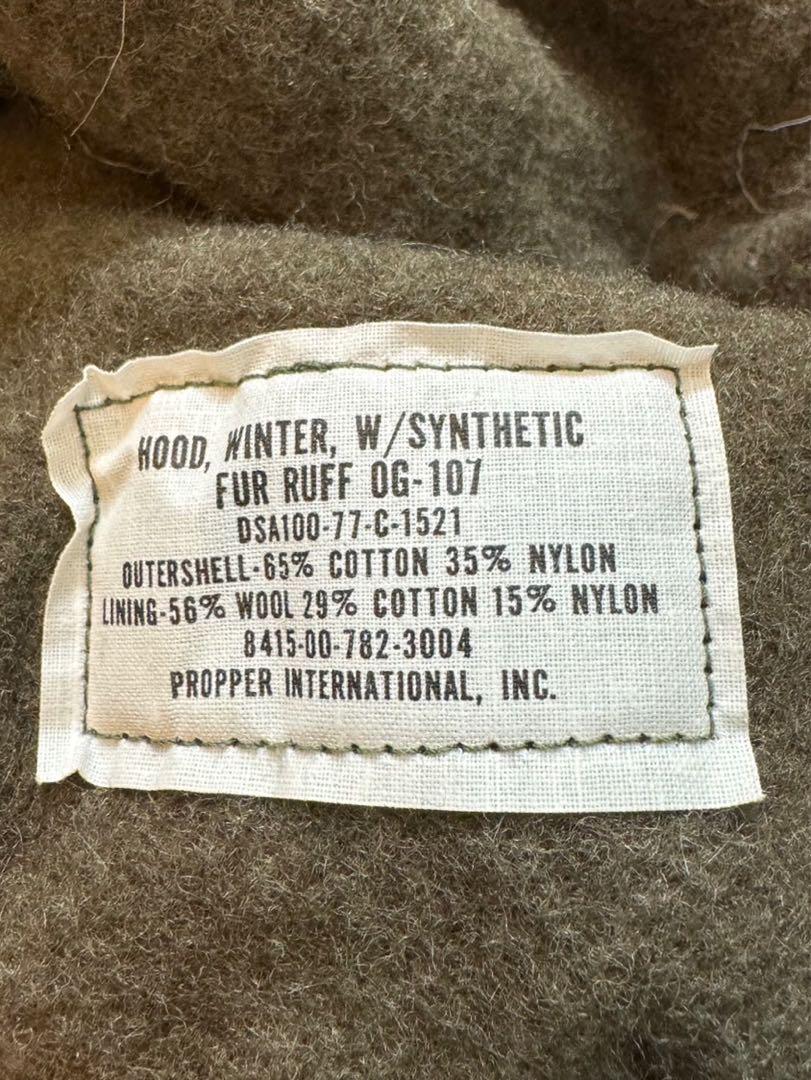 HOOD, WINTER, W/SYNTHETIC
FUR RUFF OG-107
DSA100-77-C-1521
OUTERSHELL-65% COTTON 35% NYLON
LINING-56% WOOL 29% COTTON 15% NYLON
8415-00-782-3004
PROPPER INTERNATIONAL, INC.